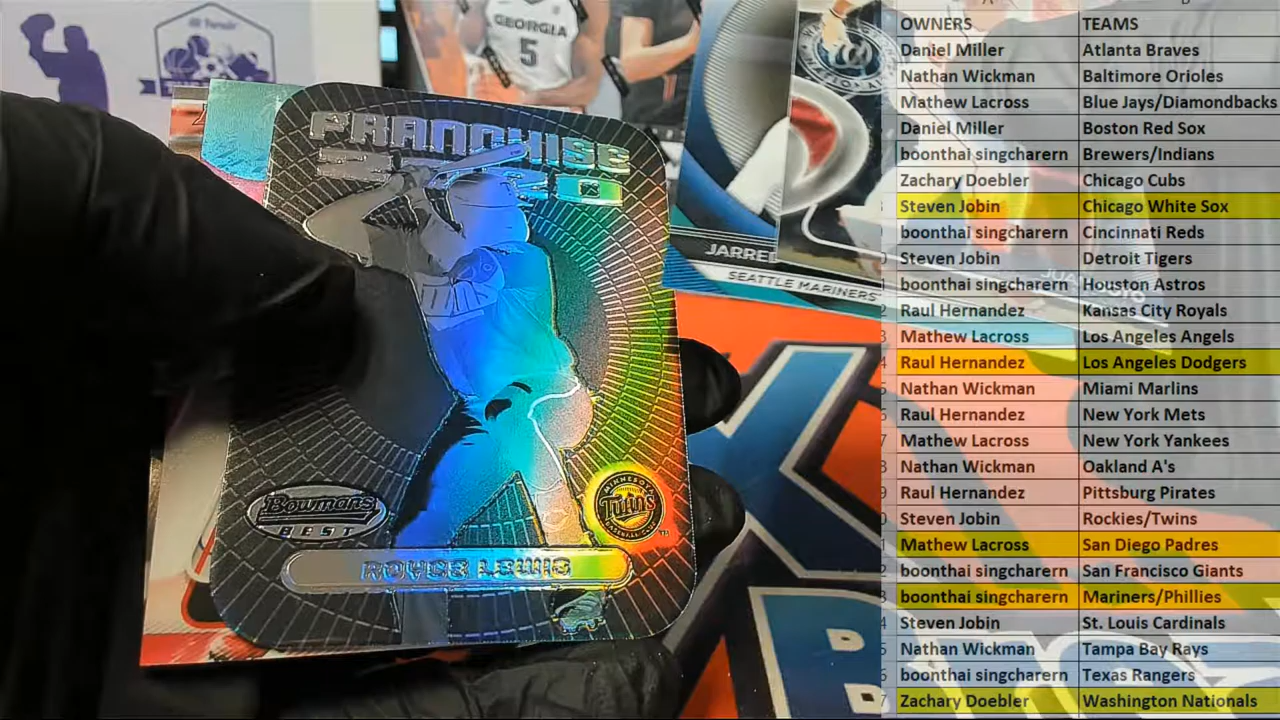 GEORGIA
5
FRANCHISE
Bowman's
BEST
MINNESOTA
Twins
BASEBALL CLUB
ROYCE LEWIS
JARRED
SEATTLE MARINERS
JUAN SOTO
OWNERS TEAMS
Daniel Miller Atlanta Braves
Nathan Wickman Baltimore Orioles
Mathew Lacross Blue Jays/Diamondbacks
Daniel Miller Boston Red Sox
boonthai singcharern Brewers/Indians
Zachary Doebler Chicago Cubs
Steven Jobin Chicago White Sox
boonthai singcharern Cincinnati Reds
Steven Jobin Detroit Tigers
boonthai singcharern Houston Astros
Raul Hernandez Kansas City Royals
Mathew Lacross Los Angeles Angels
Raul Hernandez Los Angeles Dodgers
Nathan Wickman Miami Marlins
Raul Hernandez New York Mets
Mathew Lacross New York Yankees
Nathan Wickman Oakland A's
Raul Hernandez Pittsburg Pirates
Steven Jobin Rockies/Twins
Mathew Lacross San Diego Padres
boonthai singcharern San Francisco Giants
boonthai singcharern Mariners/Phillies
Steven Jobin St. Louis Cardinals
Nathan Wickman Tampa Bay Rays
boonthai singcharern Texas Rangers
Zachary Doebler Washington Nationals